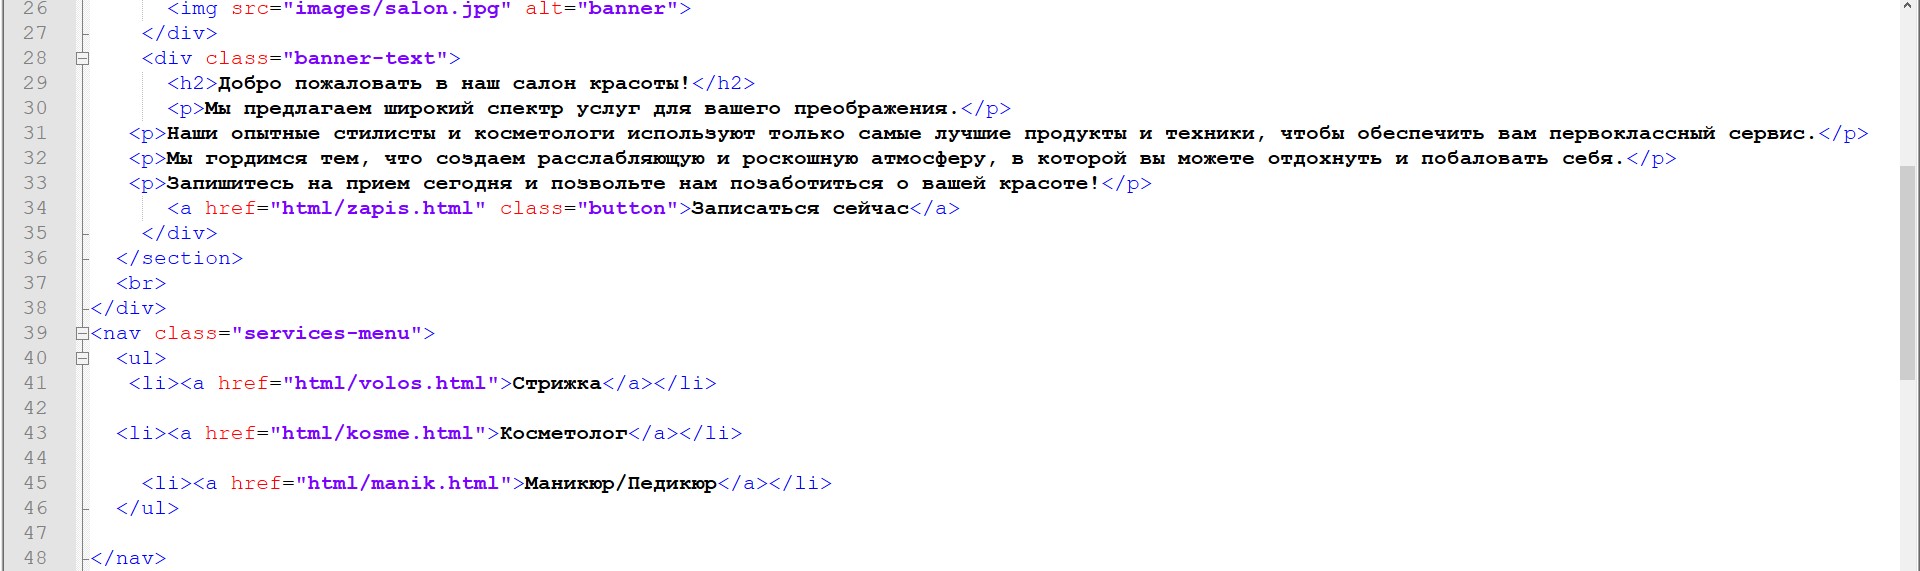 26 <img src="images/salon.jpg" alt="banner">
27 </div>
28 <div class="banner-text">
29 <h2>Добро пожаловать в наш салон красоты!</h2>
30 <p>Мы предлагаем широкий спектр услуг для вашего преображения.</p>
31 <p>Наши опытные стилисты и косметологи используют только самые лучшие продукты и техники, чтобы обеспечить вам первоклассный сервис.</p>
32 <p>Мы гордимся тем, что создаем расслабляющую и роскошную атмосферу, в которой вы можете отдохнуть и побаловать себя.</p>
33 <p>Запишитесь на прием сегодня и позвольте нам позаботиться о вашей красоте!</p>
34 <a href="html/zapis.html" class="button">Записаться сейчас</a>
35 </div>
36 </section>
37 <br>
38 </div>
39 <nav class="services-menu">
40 <ul>
41 <li><a href="html/volos.html">Стрижка</a></li>
42
43 <li><a href="html/kosme.html">Косметолог</a></li>
44
45 <li><a href="html/manik.html">Маникюр/Педикюр</a></li>
46 </ul>
47
48 </nav>